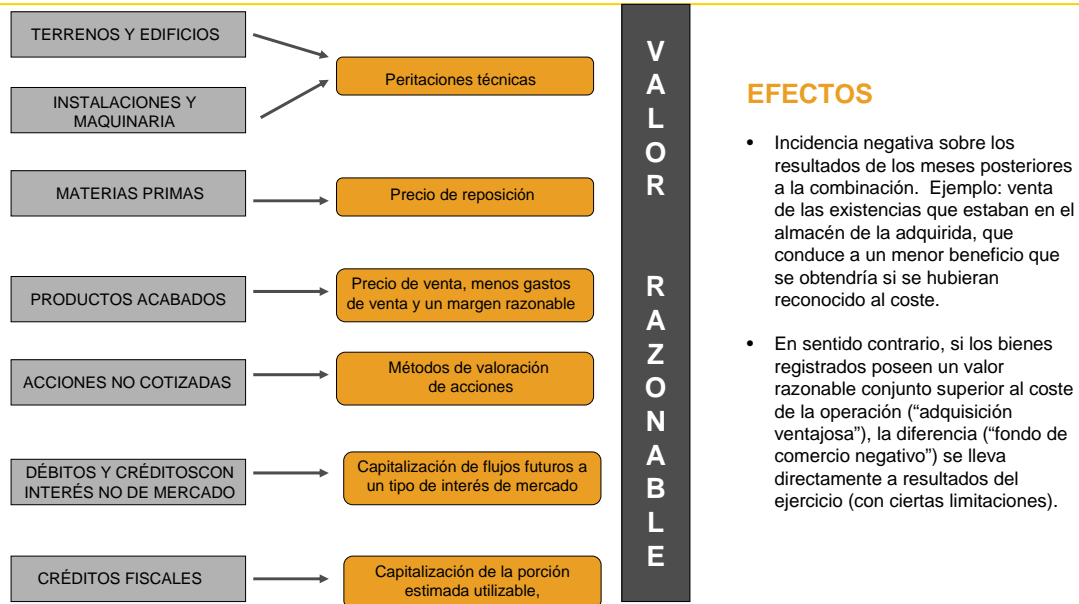 TERRENOS Y EDIFICIOS
INSTALACIONES Y
MAQUINARIA
Peritaciones técnicas
MATERIAS PRIMAS
Precio de reposición
PRODUCTOS ACABADOS
Precio de venta, menos gastos
de venta y un margen razonable
ACCIONES NO COTIZADAS
Métodos de valoración
de acciones
DÉBITOS Y CRÉDITOSCON
INTERÉS NO DE MERCADO
Capitalización de flujos futuros a
un tipo de interés de mercado
CRÉDITOS FISCALES
Capitalización de la porción
estimada utilizable,
V
A
L
O
R
R
A
Z
O
N
A
B
L
E
EFECTOS
• Incidencia negativa sobre los
resultados de los meses posteriores
a la combinación. Ejemplo: venta
de las existencias que estaban en el
almacén de la adquirida, que
conduce a un menor beneficio que
se obtendría si se hubieran
reconocido al coste.
• En sentido contrario, si los bienes
registrados poseen un valor
razonable conjunto superior al coste
de la operación (“adquisición
ventajosa”), la diferencia (“fondo de
comercio negativo”) se lleva
directamente a resultados del
ejercicio (con ciertas limitaciones).